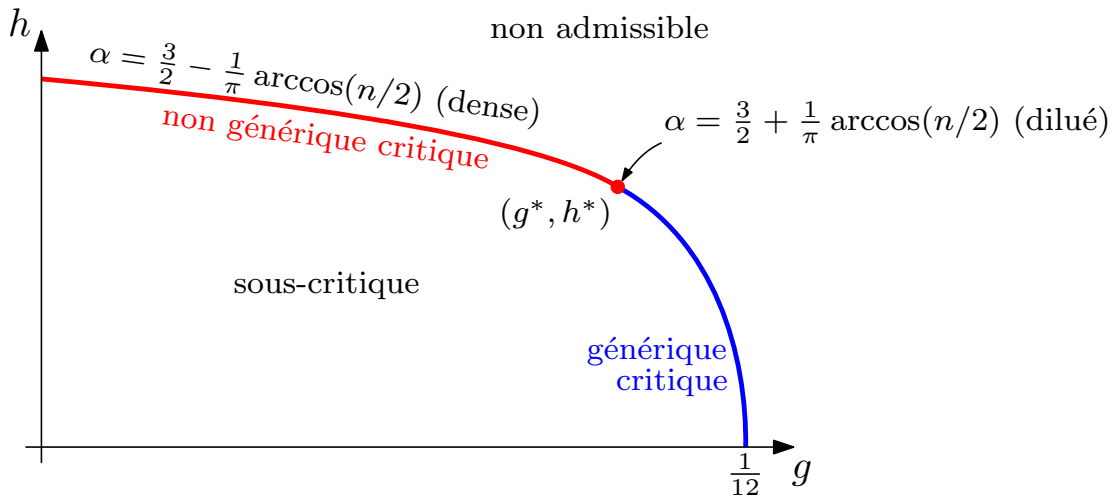 h
non admissible
α = 3/2 − 1/π arccos(n/2) (dense)
non générique critique
α = 3/2 + 1/π arccos(n/2) (dilué)
(g*, h*)
sous-critique
générique
critique
1/12
g